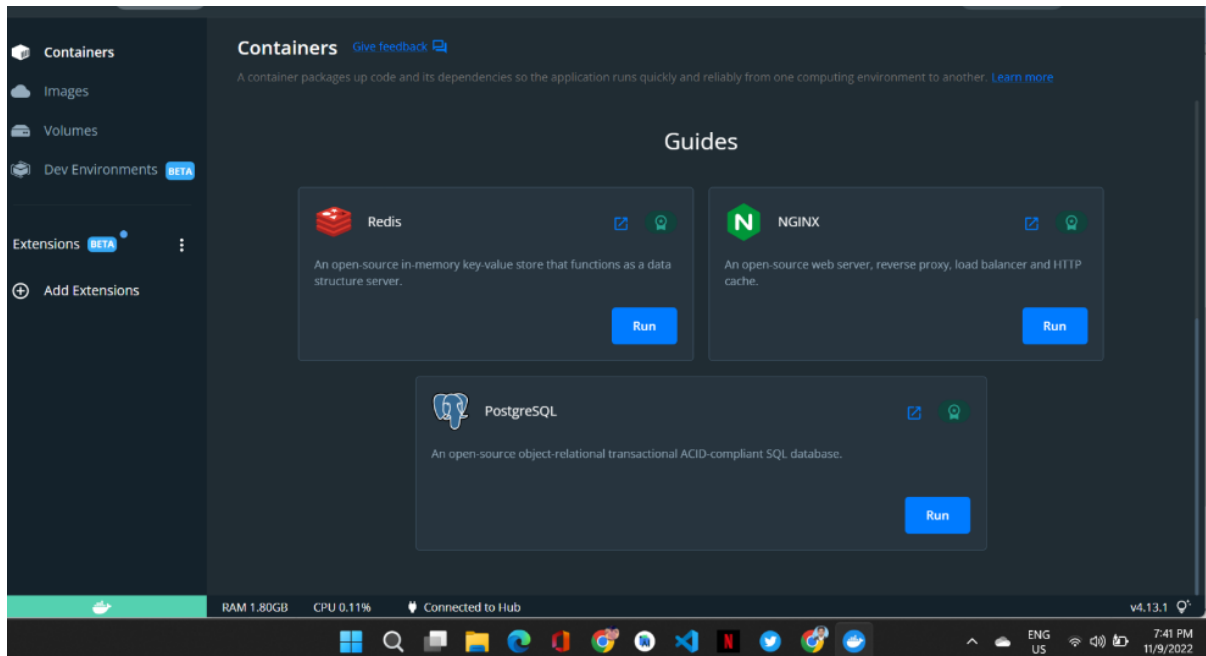 Containers
Images
Volumes
Dev Environments BETA
Extensions BETA
Add Extensions
Containers Give feedback
A container packages up code and its dependencies so the application runs quickly and reliably from one computing environment to another. Learn more
Guides
Redis
An open-source in-memory key-value store that functions as a data
structure server.
Run
NGINX
An open-source web server, reverse proxy, load balancer and HTTP
cache.
Run
PostgreSQL
An open-source object-relational transactional ACID-compliant SQL database.
Run
RAM 1.80GB CPU 0.11% Connected to Hub v4.13.1
ENG
US
7:41 PM
11/9/2022